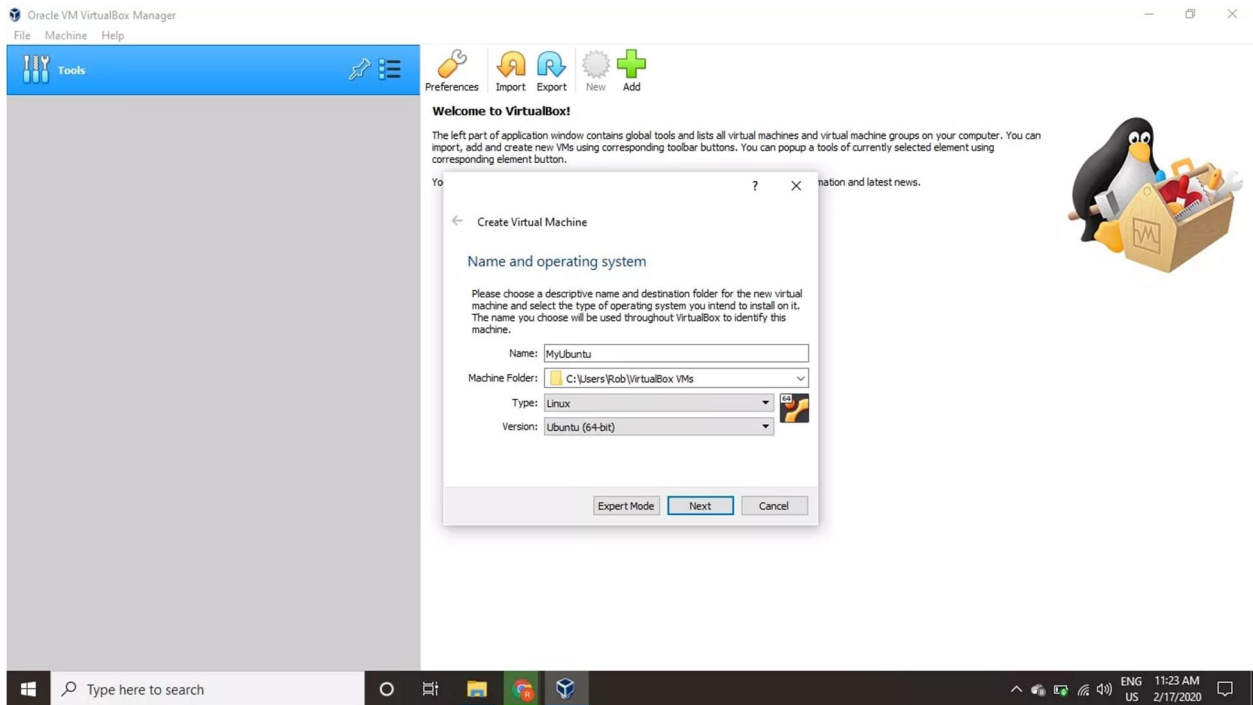 Oracle VM VirtualBox Manager
File Machine Help
Tools
Preferences Import Export New Add
Welcome to VirtualBox!
The left part of application window contains global tools and lists all virtual machines and virtual machine groups on your computer. You can
import, add and create new VMs using corresponding toolbar buttons. You can popup a tools of currently selected element using
corresponding element button.
Yo
mation and latest news.
?
Create Virtual Machine
Name and operating system
Please choose a descriptive name and destination folder for the new virtual
machine and select the type of operating system you intend to install on it.
The name you choose will be used throughout VirtualBox to identify this
machine.
Name: MyUbuntu
Machine Folder: C:\Users\Rob\VirtualBox VMs
Type: Linux
64
Version: Ubuntu (64-bit)
Expert Mode Next Cancel
Type here to search
R
ENG
US
11:23 AM
2/17/2020